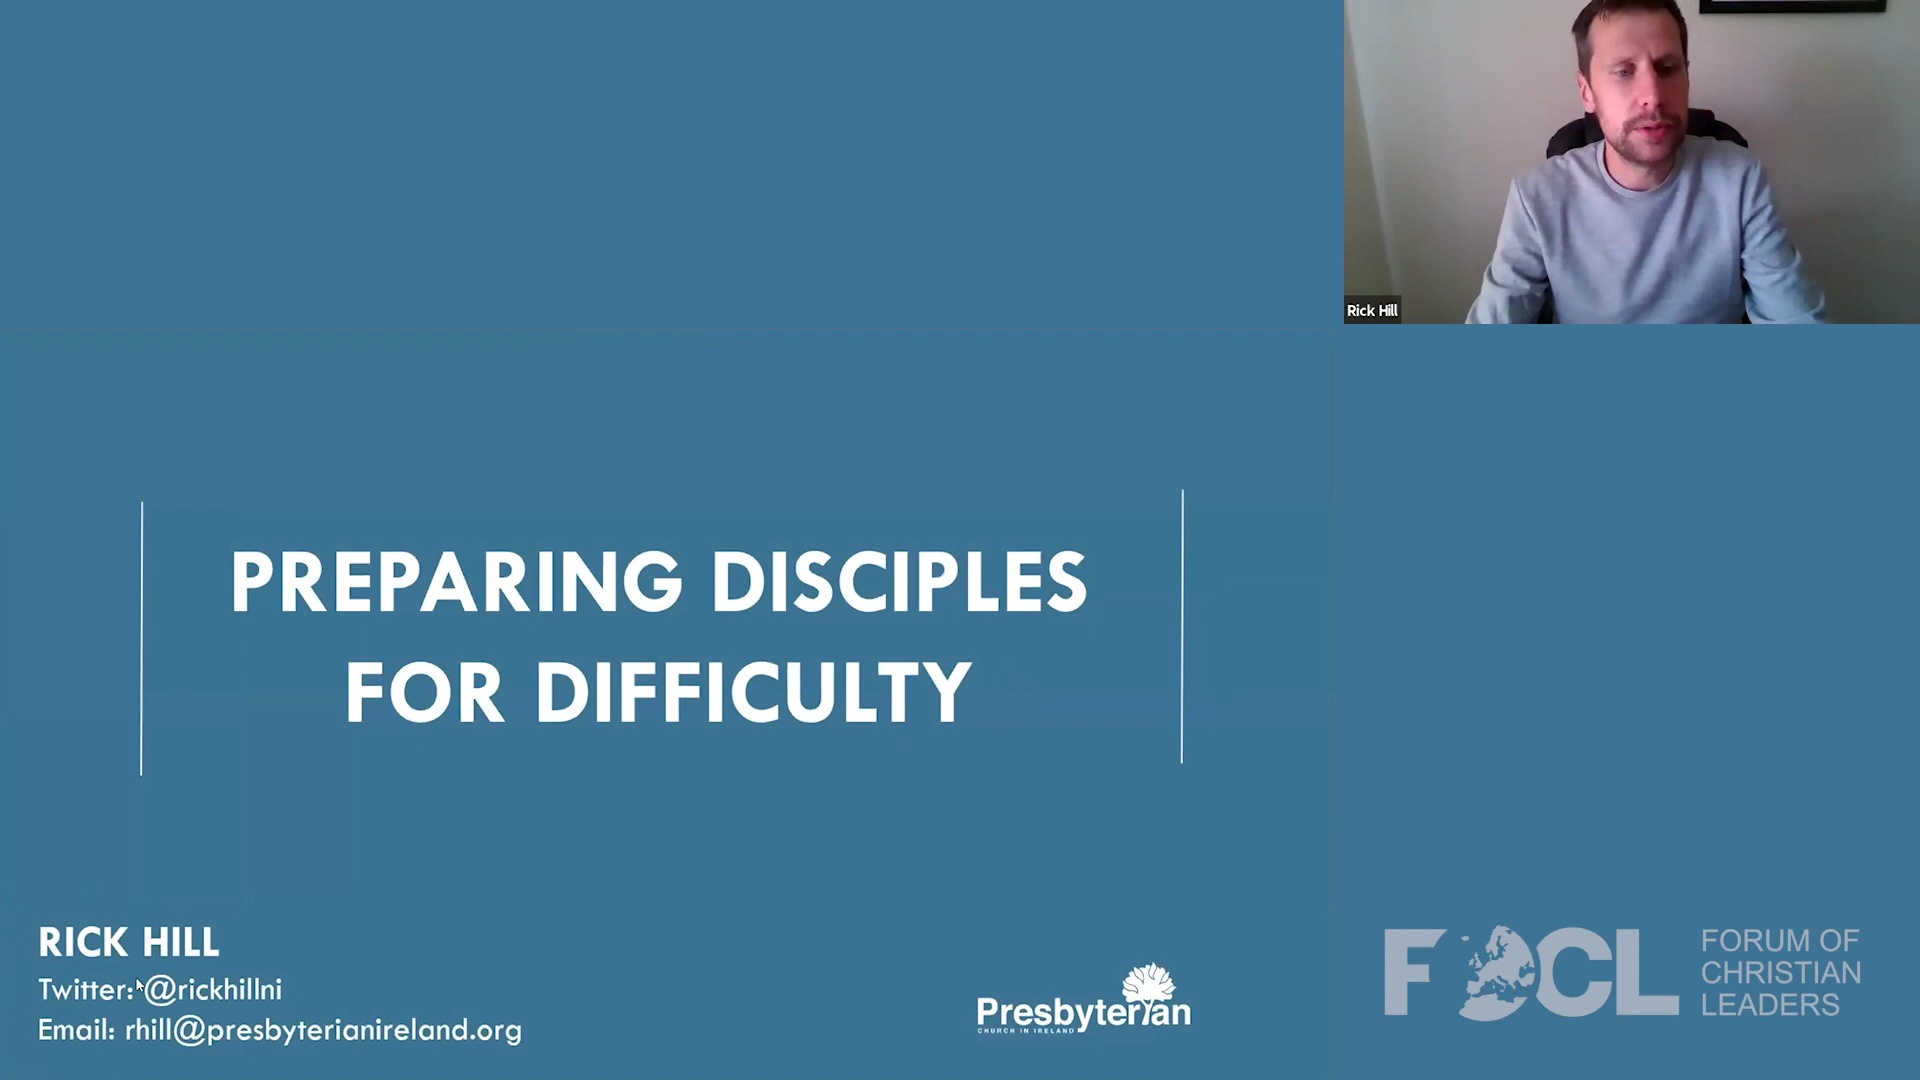 Rick Hill
PREPARING DISCIPLES
FOR DIFFICULTY
RICK HILL
Twitter: @rickhillni
Email: rhill@presbyterianireland.org
Presbyterian
CHURCH IN IRELAND
FOCL
FORUM OF
CHRISTIAN
LEADERS